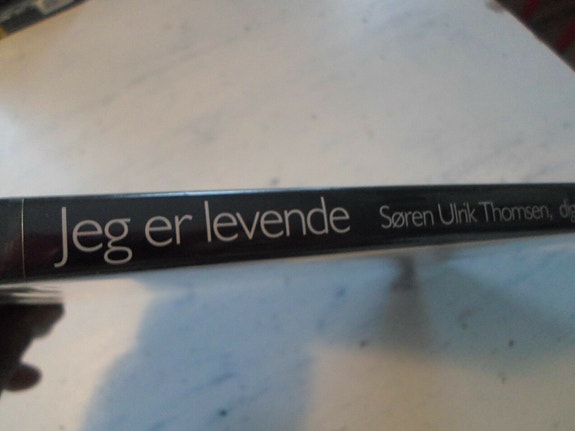 Jeg er levende Søren Ulrik Thomsen,